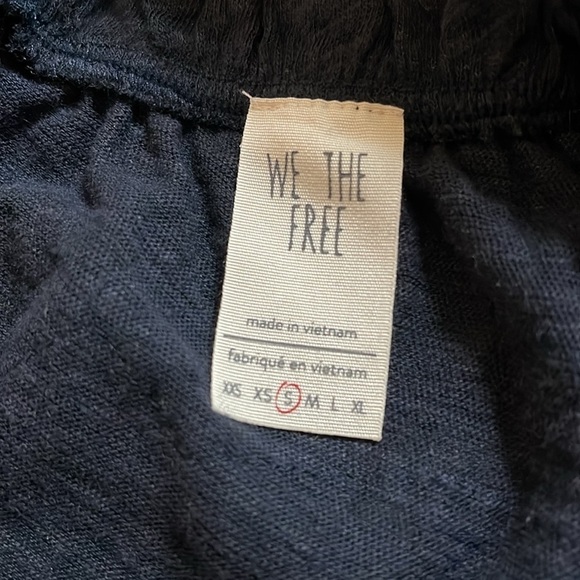 WE THE
FREE
made in vietnam
fabriqué en vietnam
XXS XS S M L XL